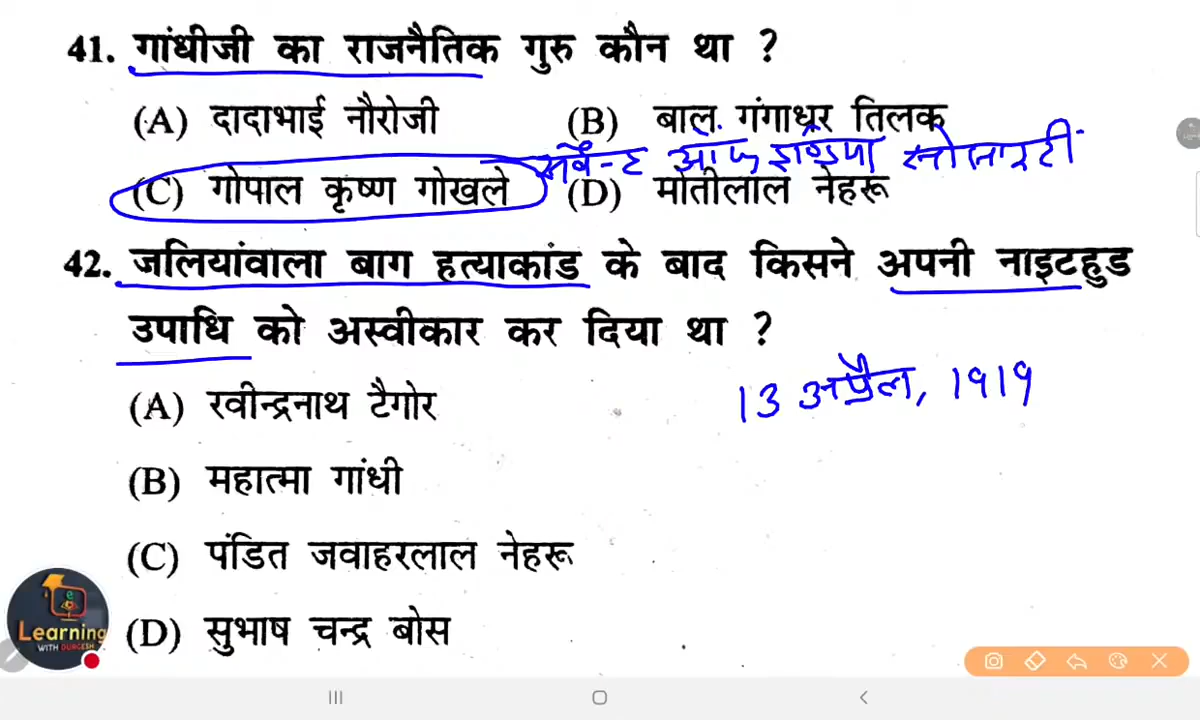 41. गांधीजी का राजनैतिक गुरु कौन था ?
(A) दादाभाई नौरोजी (B) बाल गंगाधर तिलक
सर्वेन्ट ऑफ इण्डिया सोसाइटी
(C) गोपाल कृष्ण गोखले (D) मोतीलाल नेहरू
42. जलियांवाला बाग हत्याकांड के बाद किसने अपनी नाइटहुड
उपाधि को अस्वीकार कर दिया था ?
13 अप्रैल, 1919
(A) रवीन्द्रनाथ टैगोर
(B) महात्मा गांधी
(C) पंडित जवाहरलाल नेहरू
(D) सुभाष चन्द्र बोस
Learning
WITH DURGESH